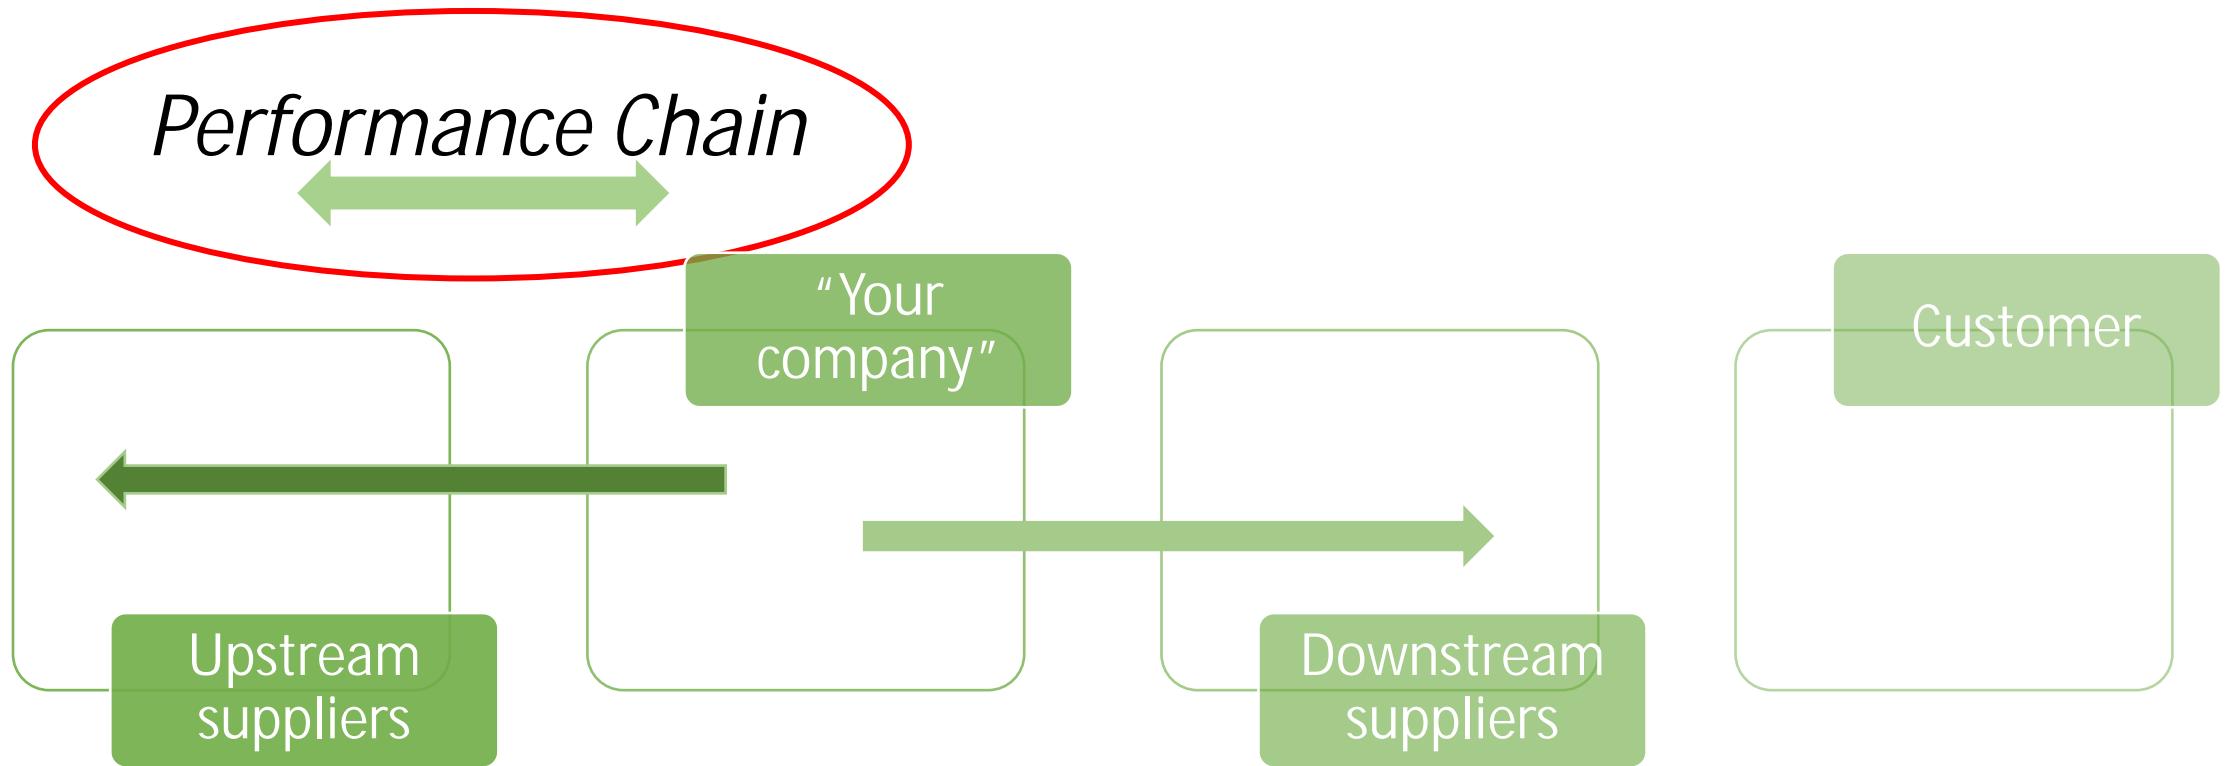 Performance Chain
“Your
company”
Customer
Upstream
suppliers
Downstream
suppliers